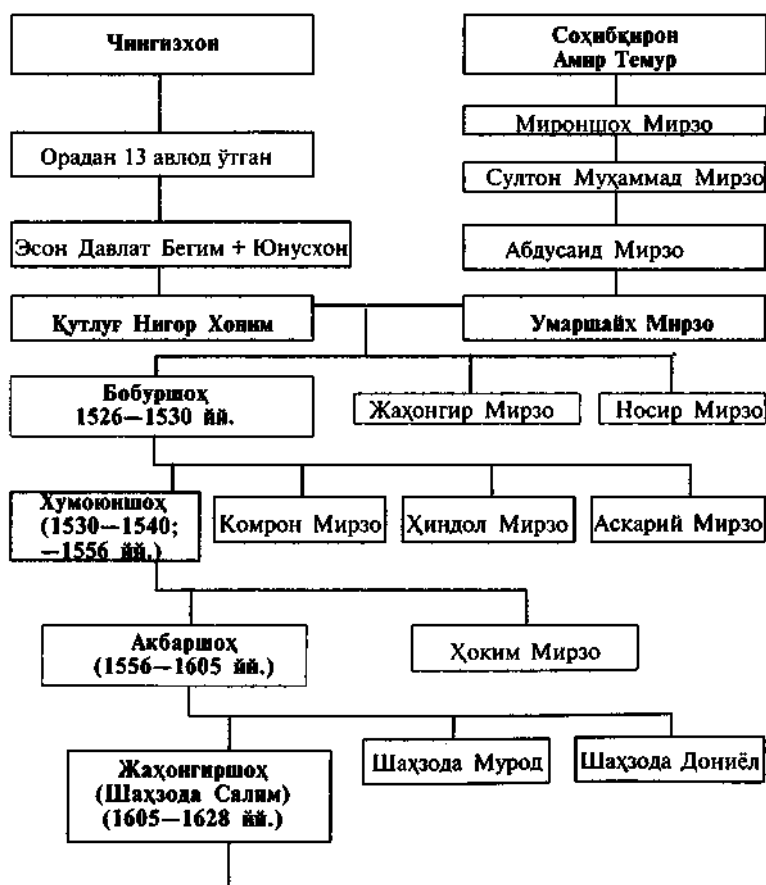 Чингизхон
Соҳибқирон
Амир Темур
Мироншоҳ Мирзо
Орадан 13 авлод ўтган
Султон Муҳаммад Мирзо
Эсон Давлат Бегим + Юнусхон
Абдусаид Мирзо
Қутлуғ Нигор Хоним
Умаршайх Мирзо
Бобуршоҳ
1526—1530 йй.
Жаҳонгир Мирзо
Носир Мирзо
Хумоюншоҳ
(1530—1540;
—1556 йй.)
Комрон Мирзо
Ҳиндол Мирзо
Аскарий Мирзо
Акбаршоҳ
(1556—1605 йй.)
Ҳоким Мирзо
Жаҳонгиршоҳ
(Шаҳзода Салим)
(1605—1628 йй.)
Шаҳзода Мурод
Шаҳзода Дониёл